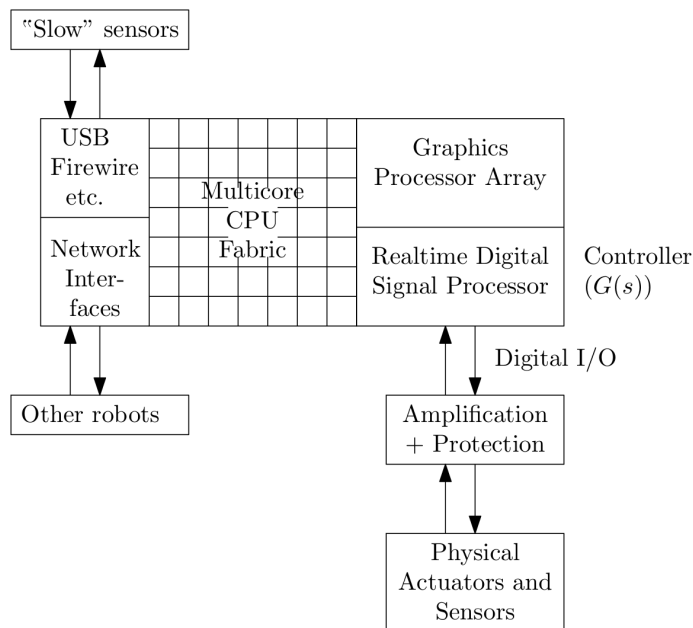 “Slow” sensors
USB
Firewire
etc.
Network
Inter-
faces
Multicore
CPU
Fabric
Graphics
Processor Array
Realtime Digital
Signal Processor
Controller
(G(s))
Digital I/O
Other robots
Amplification
+ Protection
Physical
Actuators and
Sensors